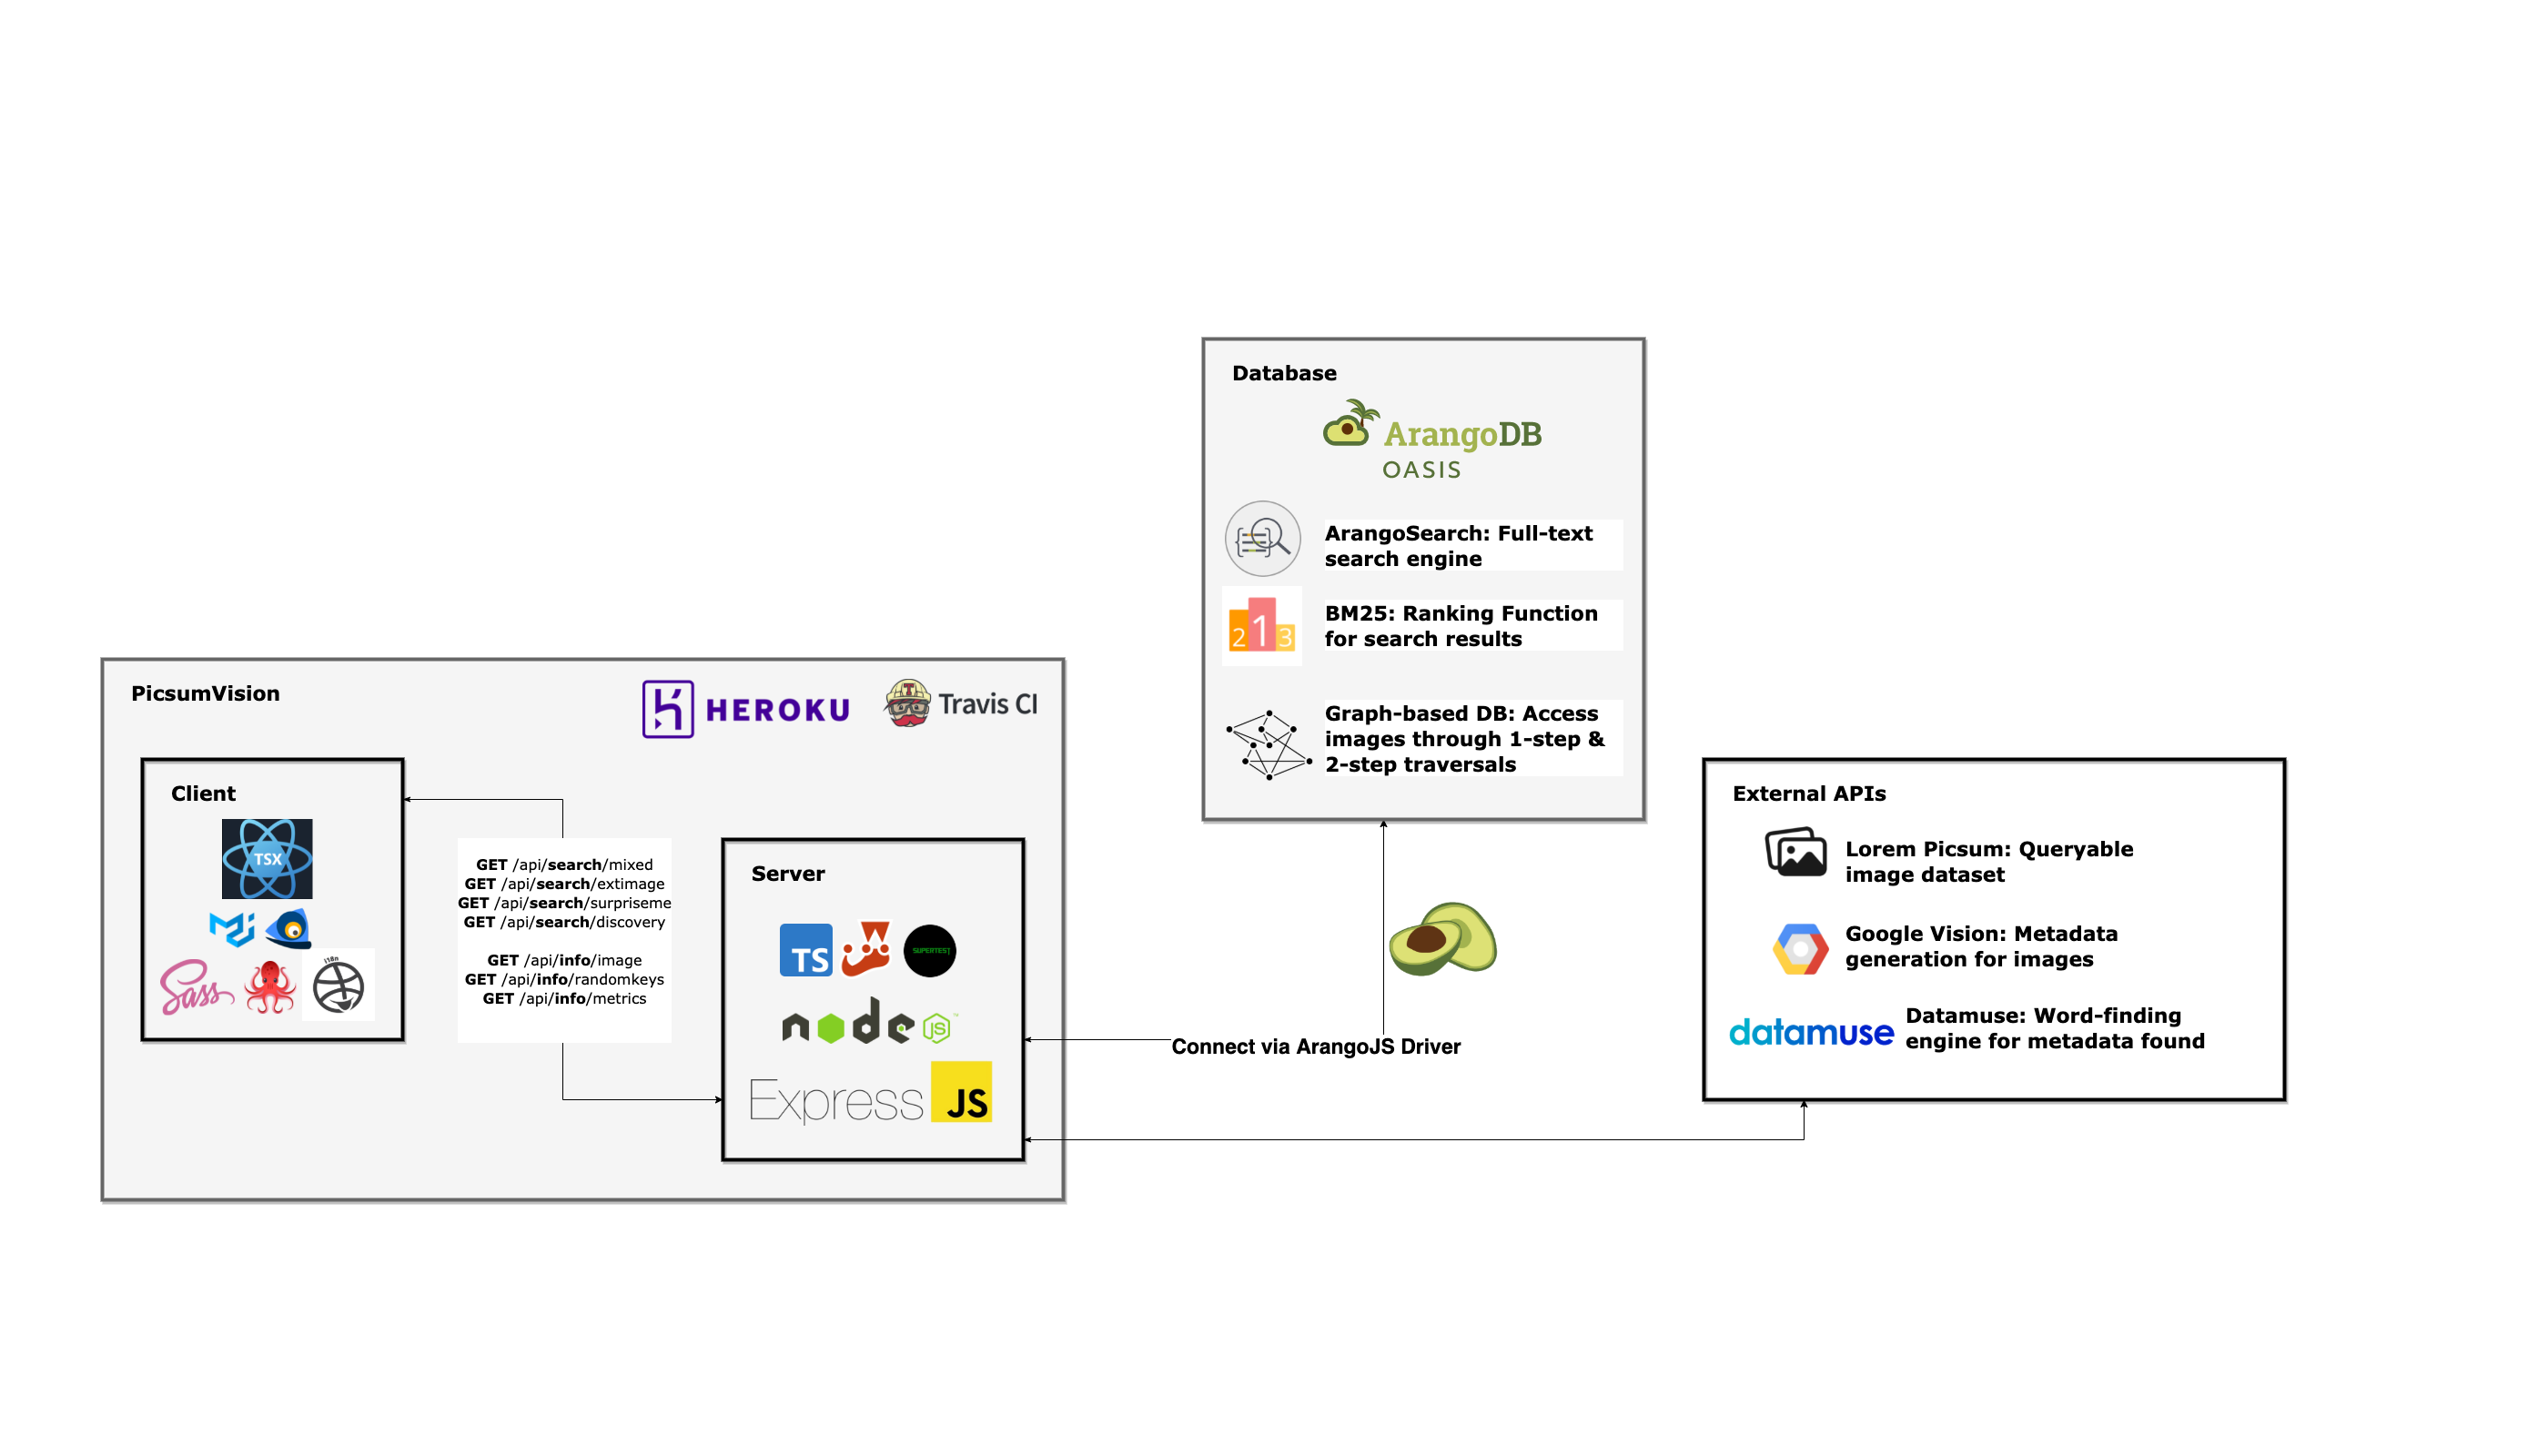 Database
ArangoDB
OASIS
ArangoSearch: Full-text
search engine
BM25: Ranking Function
for search results
2 1 3
Graph-based DB: Access
images through 1-step &
2-step traversals
PicsumVision
HEROKU
Travis CI
T
Client
TSX
Sass
i18n
GET /api/search/mixed
GET /api/search/extimage
GET /api/search/surpriseme
GET /api/search/discovery
GET /api/info/image
GET /api/info/randomkeys
GET /api/info/metrics
Server
TS
SUPERTEST
node
JS
™
Express
JS
Connect via ArangoJS Driver
External APIs
Lorem Picsum: Queryable
image dataset
Google Vision: Metadata
generation for images
datamuse
Datamuse: Word-finding
engine for metadata found